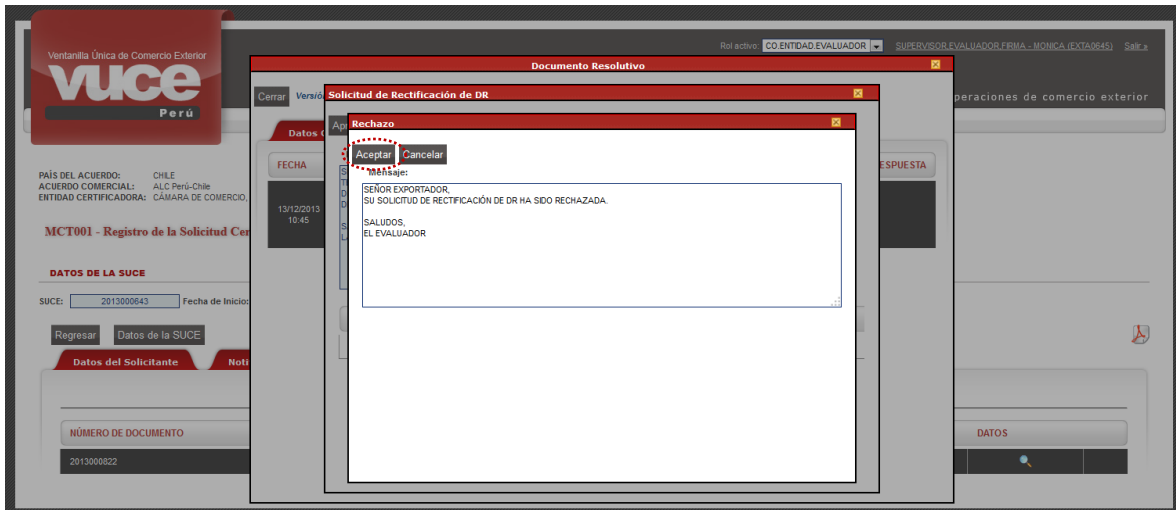 Ventanilla Única de Comercio Exterior
vuce
Perú
Rol activo: CO.ENTIDAD.EVALUADOR SUPERVISOR.EVALUADOR.FIRMA - MONICA (EXTA0645) Salir »
Documento Resolutivo
Cerrar
Solicitud de Rectificación de DR
peraciones de comercio exterior
Rechazo
Datos
Aceptar Cancelar
FECHA
ESPUESTA
Mensaje:
PAÍS DEL ACUERDO: CHILE
ACUERDO COMERCIAL: ALC Perú-Chile
ENTIDAD CERTIFICADORA: CÁMARA DE COMERCIO,
SEÑOR EXPORTADOR,
SU SOLICITUD DE RECTIFICACIÓN DE DR HA SIDO RECHAZADA.
SALUDOS,
EL EVALUADOR
13/12/2013
10:45
MCT001 - Registro de la Solicitud Cer
DATOS DE LA SUCE
SUCE: 2013000643 Fecha de Inicio:
Regresar Datos de la SUCE
Datos del Solicitante Noti
NÚMERO DE DOCUMENTO DATOS
2013000822